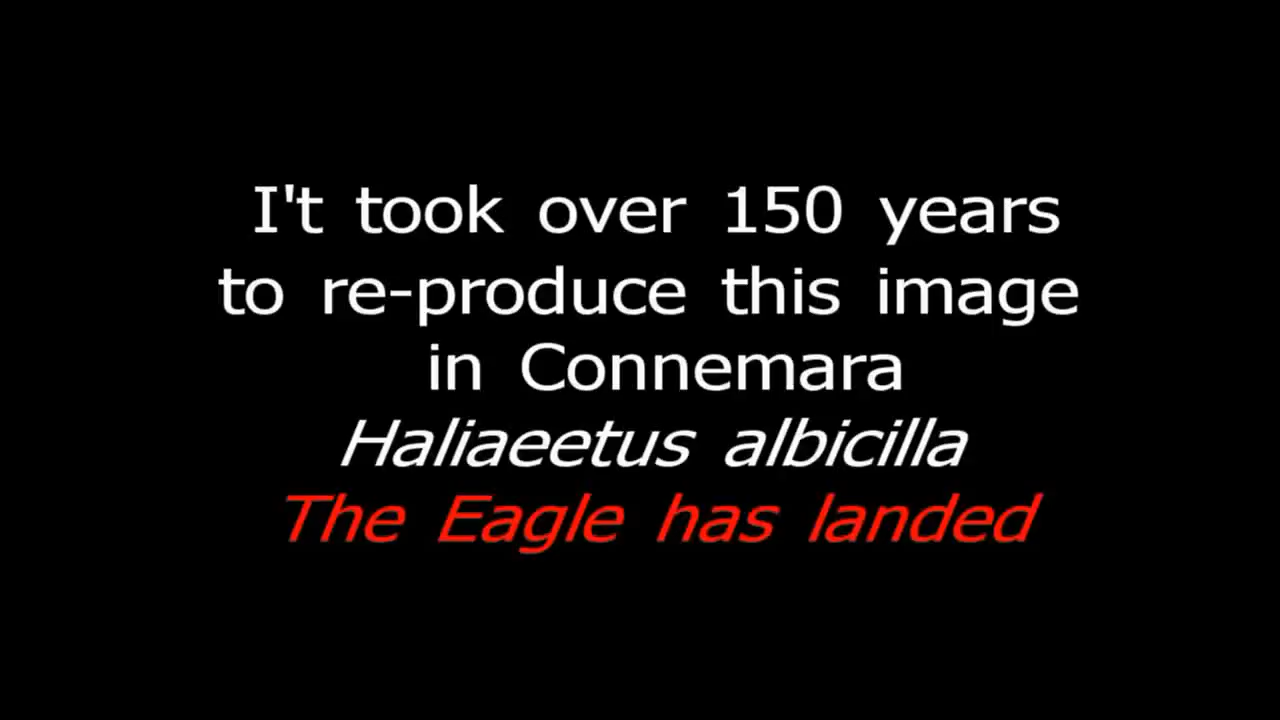 I't took over 150 years
to re-produce this image
in Connemara
Haliaeetus albicilla
The Eagle has landed